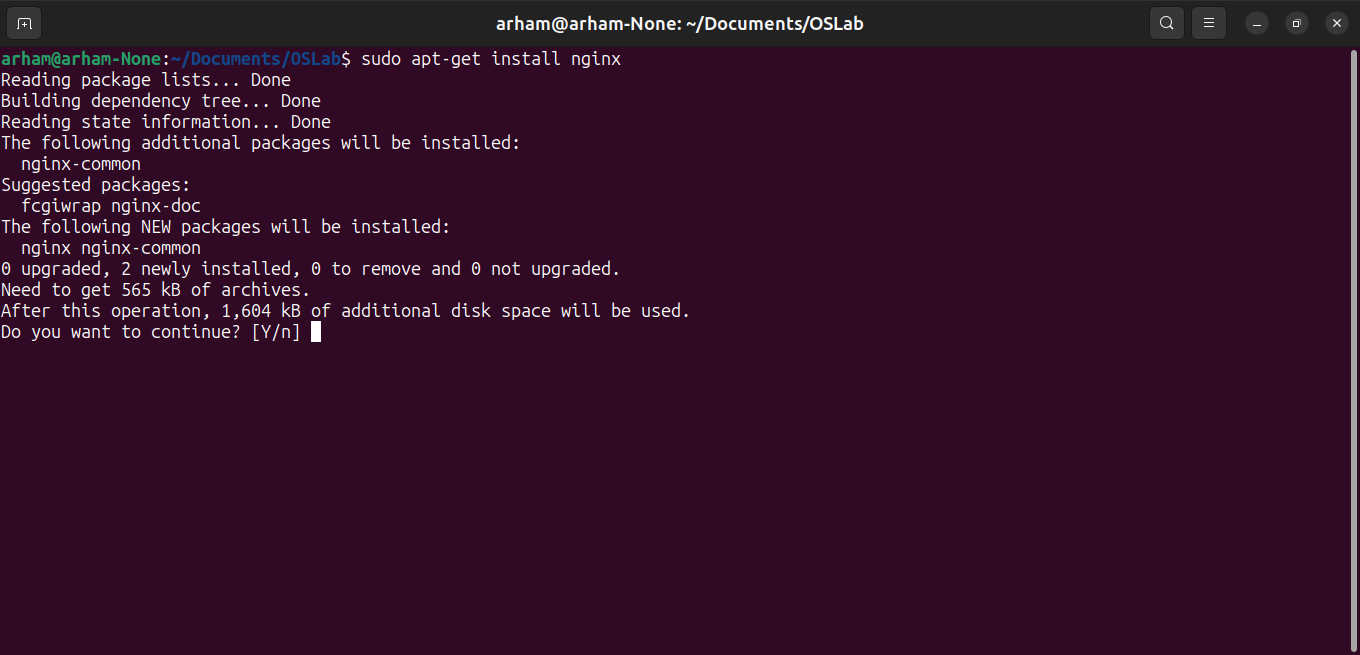 arham@arham-None: ~/Documents/OSLab
arham@arham-None:~/Documents/OSLab$ sudo apt-get install nginx
Reading package lists... Done
Building dependency tree... Done
Reading state information... Done
The following additional packages will be installed:
  nginx-common
Suggested packages:
  fcgiwrap nginx-doc
The following NEW packages will be installed:
  nginx nginx-common
0 upgraded, 2 newly installed, 0 to remove and 0 not upgraded.
Need to get 565 kB of archives.
After this operation, 1,604 kB of additional disk space will be used.
Do you want to continue? [Y/n]